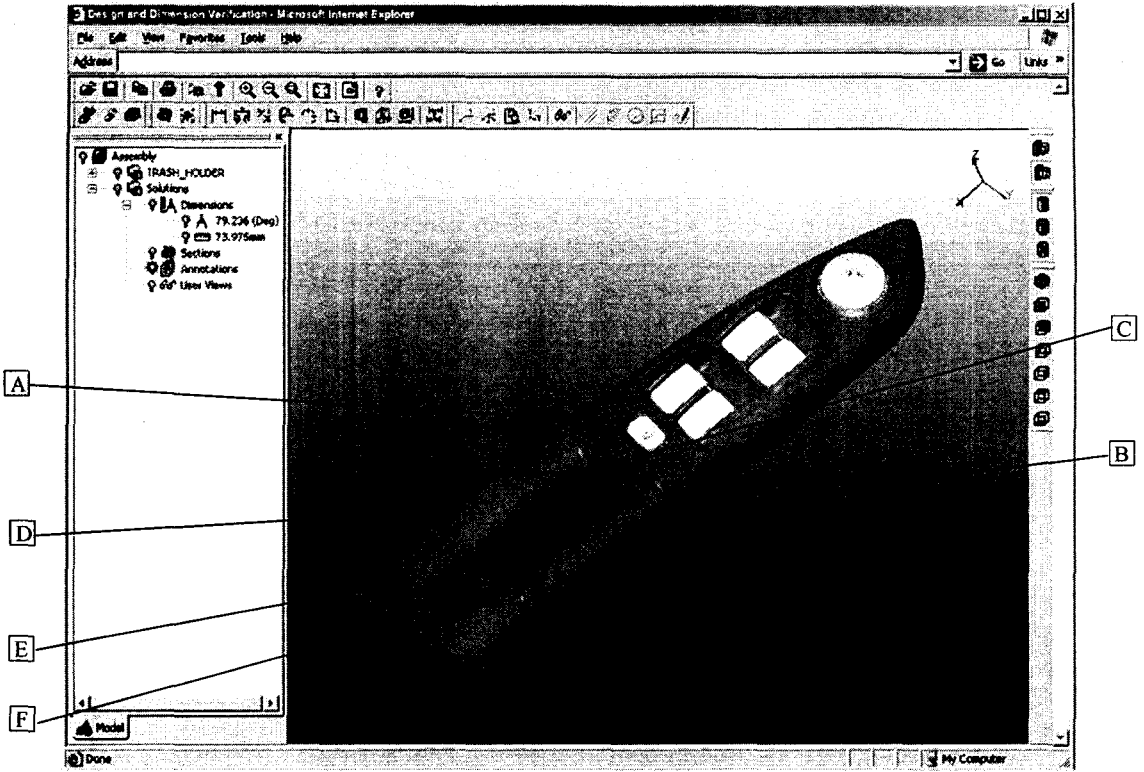 Design and Dimension Verification - Microsoft Internet Explorer
File Edit View Favorites Tools Help
Address
Go
Links »
Assembly
TRASH_HOLDER
Solutions
Dimensions
79.236 (Deg)
73.975mm
Sections
Annotations
User Views
Z
X
Y
C
A
B
D
E
F
Model
Done
My Computer